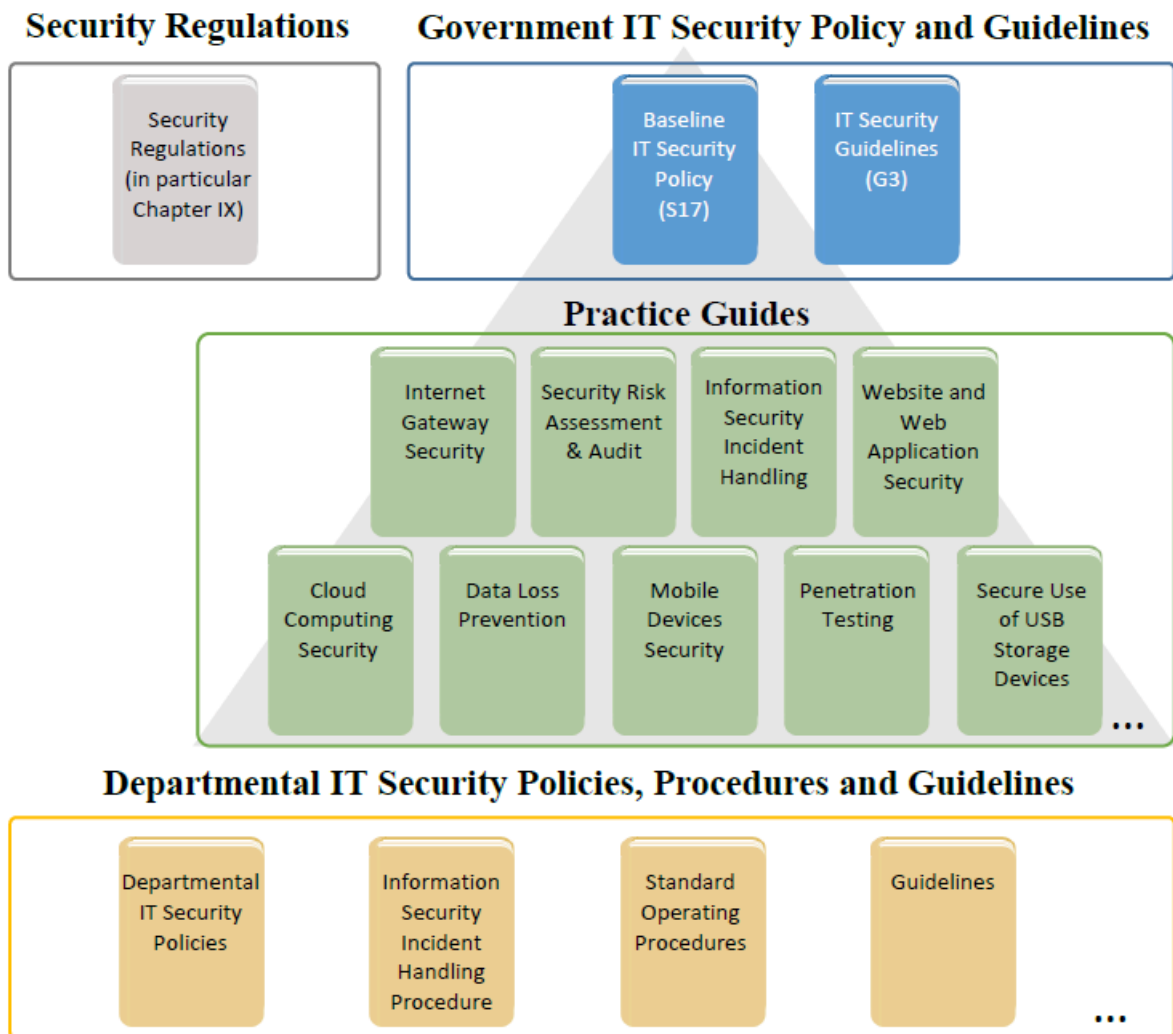 Security Regulations
Government IT Security Policy and Guidelines
Security
Regulations
(in particular
Chapter IX)
Baseline
IT Security
Policy
(S17)
IT Security
Guidelines
(G3)
Practice Guides
Internet
Gateway
Security
Security Risk
Assessment
& Audit
Information
Security
Incident
Handling
Website and
Web
Application
Security
Cloud
Computing
Security
Data Loss
Prevention
Mobile
Devices
Security
Penetration
Testing
Secure Use
of USB
Storage
Devices
...
Departmental IT Security Policies, Procedures and Guidelines
Departmental
IT Security
Policies
Information
Security
Incident
Handling
Procedure
Standard
Operating
Procedures
Guidelines
...